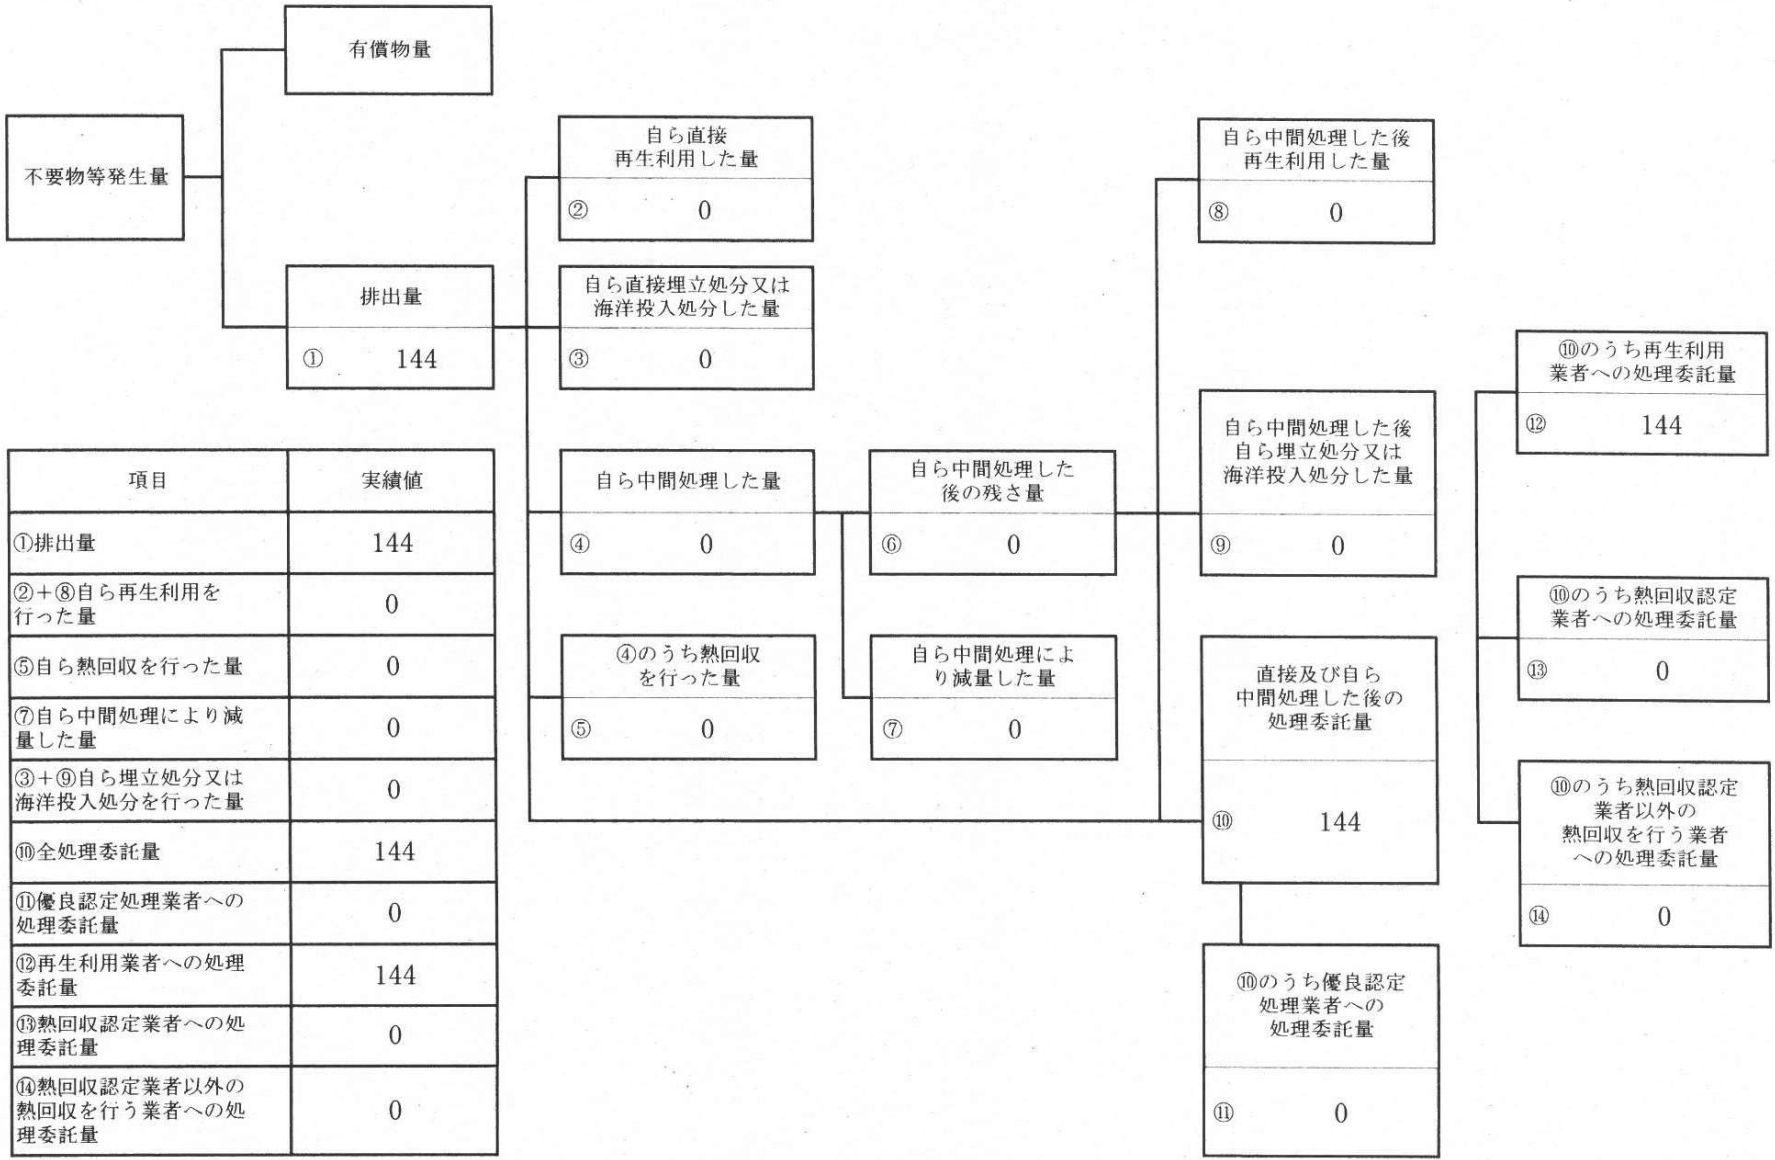 有償物量
不要物等発生量
排出量
① 144
自ら直接
再生利用した量
② 0
自ら直接埋立処分又は
海洋投入処分した量
③ 0
自ら中間処理した量
④ 0
④のうち熱回収
を行った量
⑤ 0
自ら中間処理した
後の残さ量
⑥ 0
自ら中間処理によ
り減量した量
⑦ 0
自ら中間処理した後
再生利用した量
⑧ 0
自ら中間処理した後
自ら埋立処分又は
海洋投入処分した量
⑨ 0
直接及び自ら
中間処理した後の
処理委託量
⑩ 144
⑩のうち優良認定
処理業者への
処理委託量
⑪ 0
⑩のうち再生利用
業者への処理委託量
⑫ 144
⑩のうち熱回収認定
業者への処理委託量
⑬ 0
⑩のうち熱回収認定
業者以外の
熱回収を行う業者
への処理委託量
⑭ 0
項目 実績値
①排出量 144
②+⑧自ら再生利用を
行った量 0
⑤自ら熱回収を行った量 0
⑦自ら中間処理により減
量した量 0
③+⑨自ら埋立処分又は
海洋投入処分を行った量 0
⑩全処理委託量 144
⑪優良認定処理業者への
処理委託量 0
⑫再生利用業者への処理
委託量 144
⑬熱回収認定業者への処
理委託量 0
⑭熱回収認定業者以外の
熱回収を行う業者への処
理委託量 0